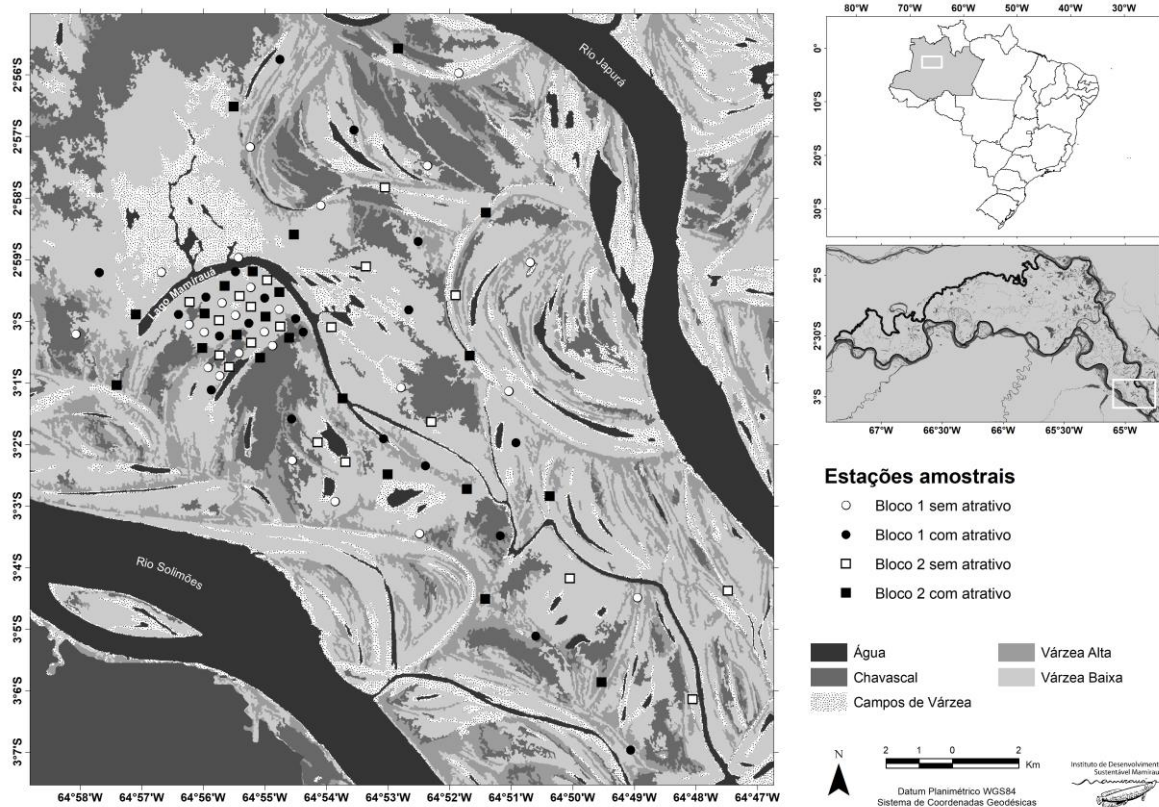 2°56'S
2°57'S
2°58'S
2°59'S
3°0'S
3°1'S
3°2'S
3°3'S
3°4'S
3°5'S
3°6'S
3°7'S
Rio Japurá
Lago Mamirauá
Rio Solimões
64°58'W 64°57'W 64°56'W 64°55'W 64°54'W 64°53'W 64°52'W 64°51'W 64°50'W 64°49'W 64°48'W 64°47'W
80°W 70°W 60°W 50°W 40°W 30°W
0°
10°S
20°S
30°S
2°S
2°30'S
3°S
67°W 66°30'W 66°W 65°30'W 65°W
Estações amostrais
Bloco 1 sem atrativo
Bloco 1 com atrativo
Bloco 2 sem atrativo
Bloco 2 com atrativo
Água
Chavascal
Campos de Várzea
Várzea Alta
Várzea Baixa
N
2 1 0 2
Km
Datum Planimétrico WGS84
Sistema de Coordenadas Geodésicas
Instituto de Desenvolviment
Sustentável Mamirau